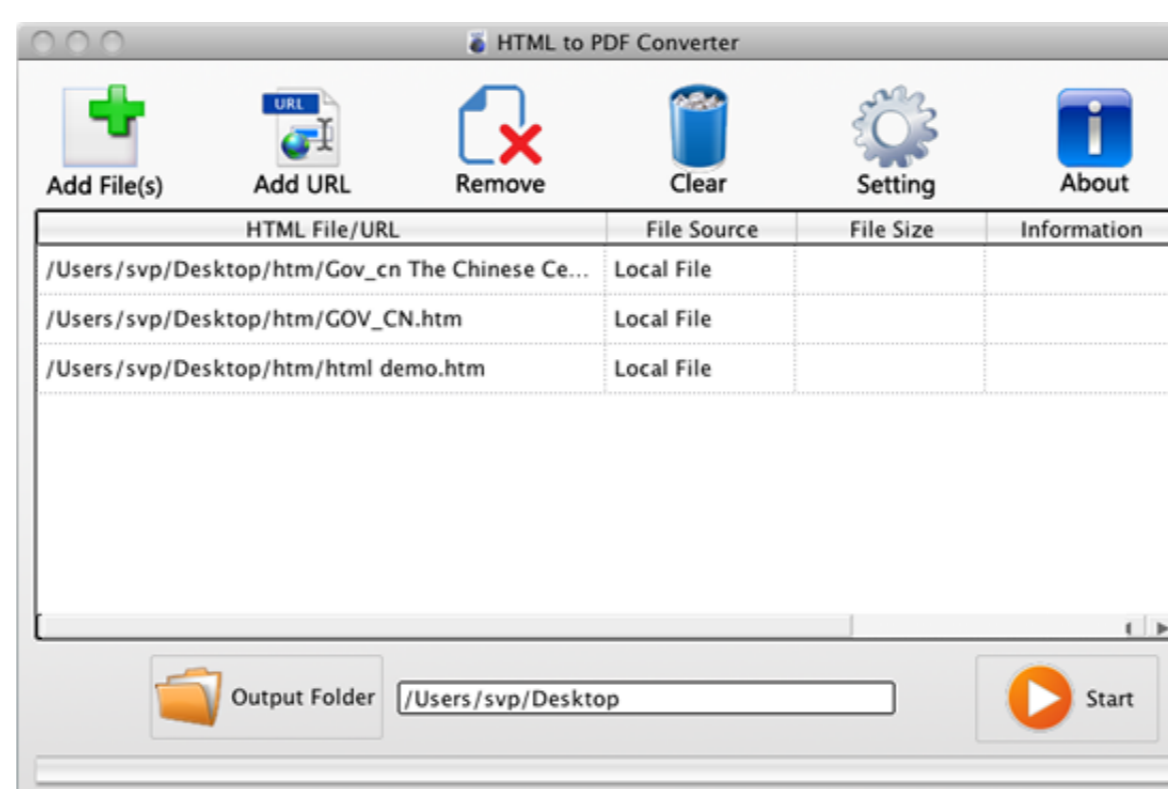 HTML to PDF Converter
URL
Add File(s) Add URL Remove Clear Setting About
HTML File/URL File Source File Size Information
/Users/svp/Desktop/htm/Gov_cn The Chinese Ce... Local File
/Users/svp/Desktop/htm/GOV_CN.htm Local File
/Users/svp/Desktop/htm/html demo.htm Local File
Output Folder /Users/svp/Desktop Start